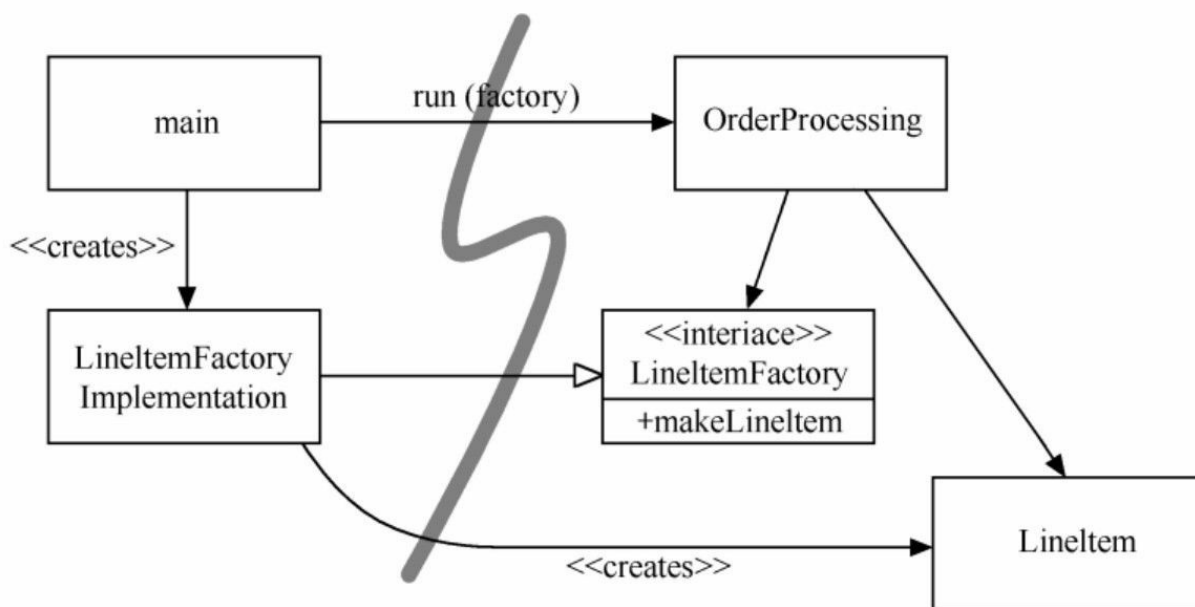 main
run (factory)
OrderProcessing
<<creates>>
LineItemFactory
Implementation
<<interiace>>
LineItemFactory
+makeLineItem
LineItem
<<creates>>